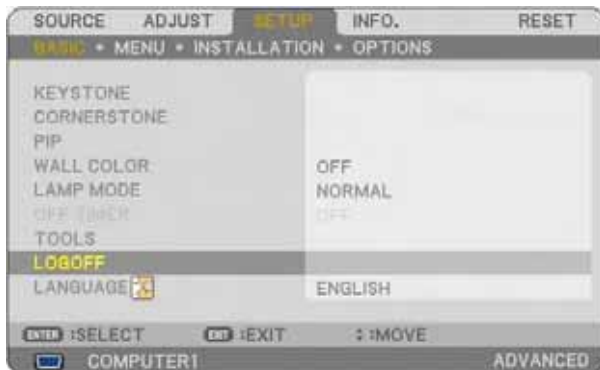 SOURCE ADJUST SETUP INFO. RESET
BASIC • MENU • INSTALLATION • OPTIONS
KEYSTONE
CORNERSTONE
PIP
WALL COLOR OFF
LAMP MODE NORMAL
OFF TIMER OFF
TOOLS
LOGOFF
LANGUAGE ENGLISH
ENTER :SELECT EXIT :EXIT :MOVE
COMPUTER1 ADVANCED